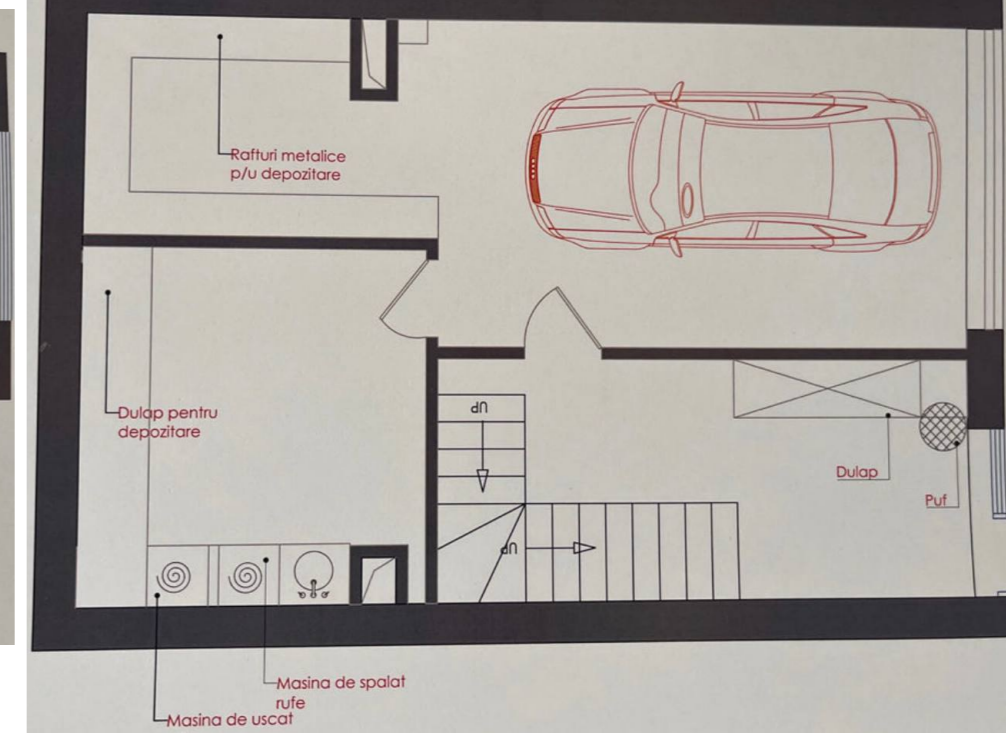 Rafturi metalice
p/u depozitare
Dulap pentru
depozitare
UP
UP
Dulap
Puf
Masina de spalat
rufe
Masina de uscat